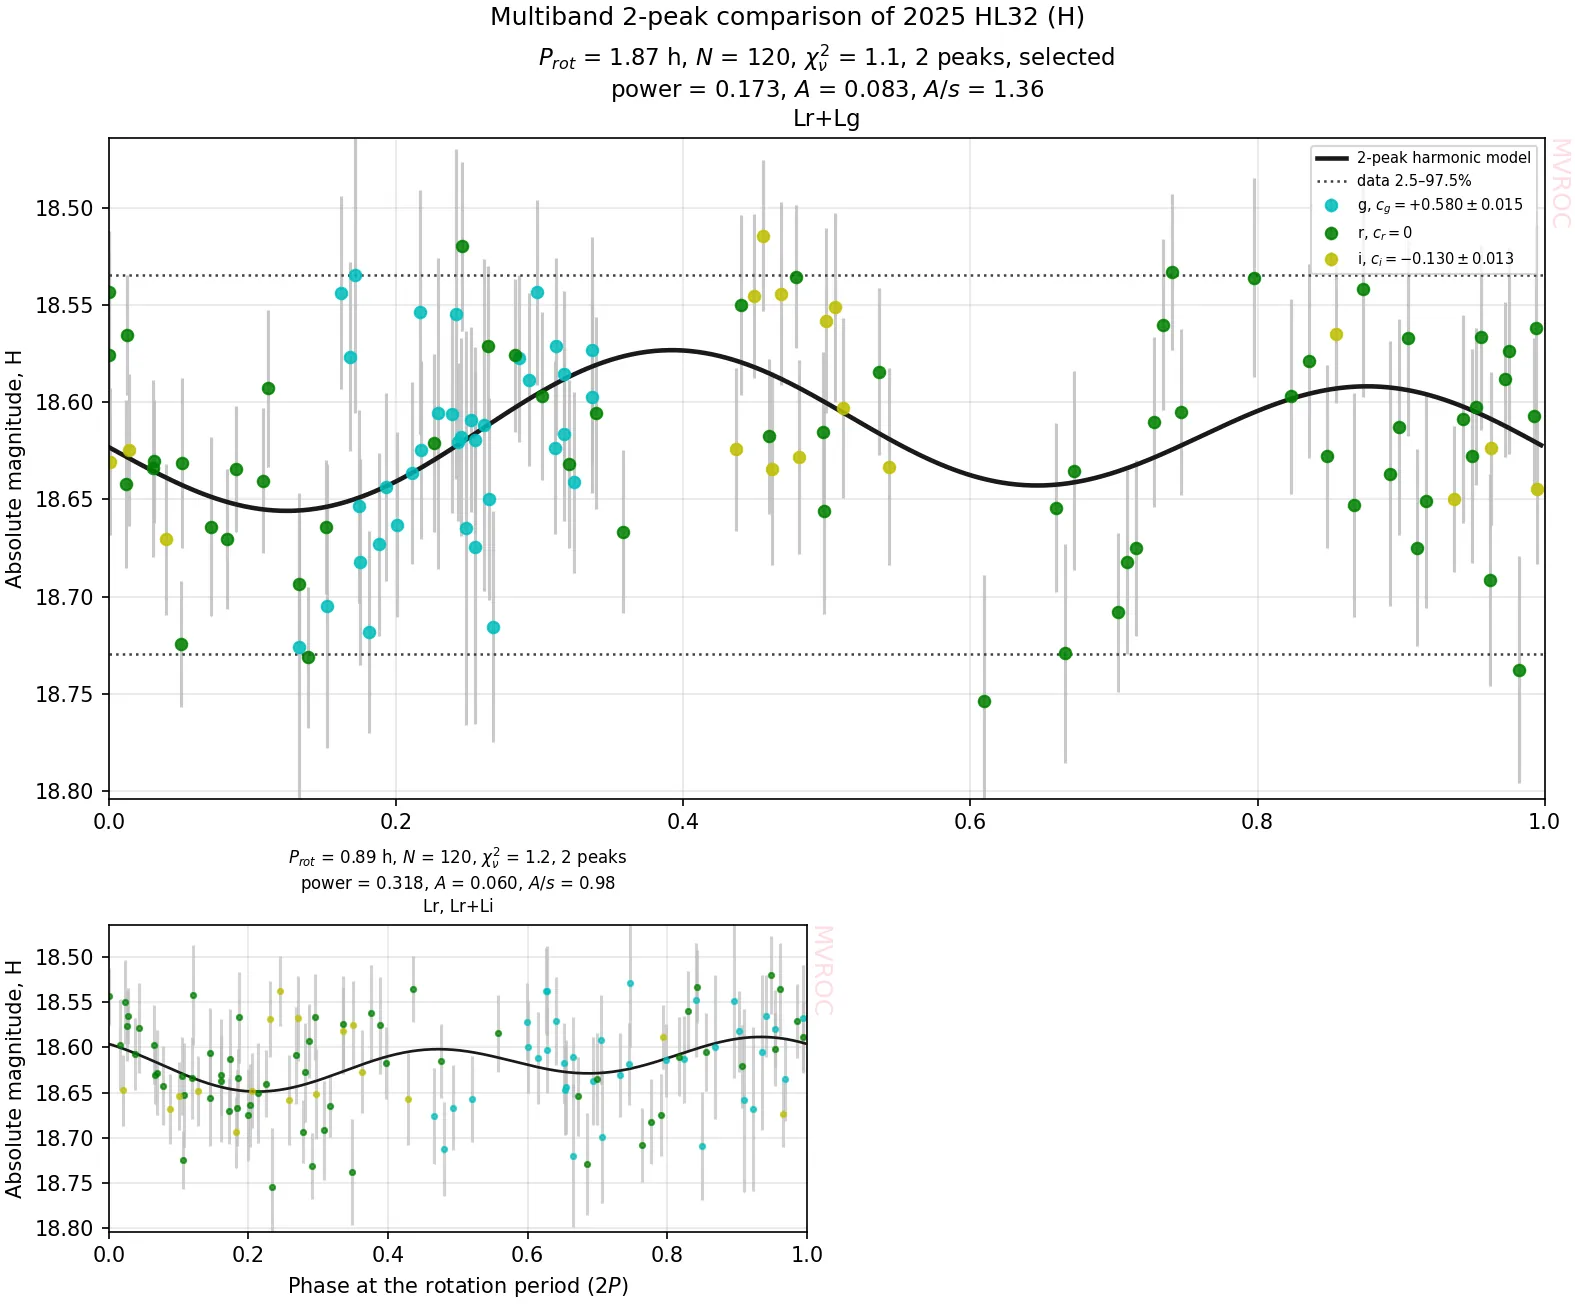 Multiband 2-peak comparison of 2025 HL32 (H)
P_rot = 1.87 h, N = 120, χ²_ν = 1.1, 2 peaks, selected
power = 0.173, A = 0.083, A/s = 1.36
Lr+Lg
2-peak harmonic model
data 2.5–97.5%
g, c_g = +0.580 ± 0.015
r, c_r = 0
i, c_i = −0.130 ± 0.013
MVROC
Absolute magnitude, H
18.50
18.55
18.60
18.65
18.70
18.75
18.80
0.0 0.2 0.4 0.6 0.8 1.0
P_rot = 0.89 h, N = 120, χ²_ν = 1.2, 2 peaks
power = 0.318, A = 0.060, A/s = 0.98
Lr, Lr+Li
MVROC
Absolute magnitude, H
18.50
18.55
18.60
18.65
18.70
18.75
18.80
0.0 0.2 0.4 0.6 0.8 1.0
Phase at the rotation period (2P)